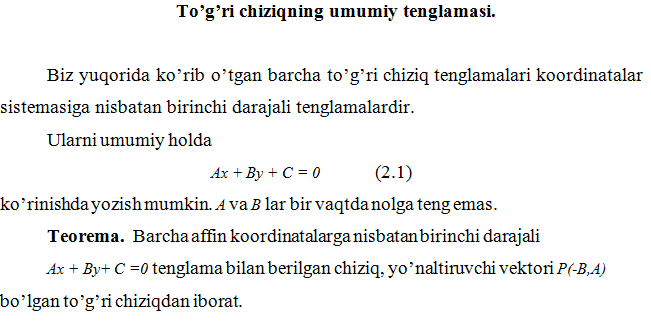 To’g’ri chiziqning umumiy tenglamasi.
Biz yuqorida ko’rib o’tgan barcha to’g’ri chiziq tenglamalari koordinatalar
sistemasiga nisbatan birinchi darajali tenglamalardir.
Ularni umumiy holda
Ax + By + C = 0 (2.1)
ko’rinishda yozish mumkin. A va B lar bir vaqtda nolga teng emas.
Teorema. Barcha affin koordinatalarga nisbatan birinchi darajali
Ax + By+ C =0 tenglama bilan berilgan chiziq, yo’naltiruvchi vektori P(-B,A)
bo’lgan to’g’ri chiziqdan iborat.